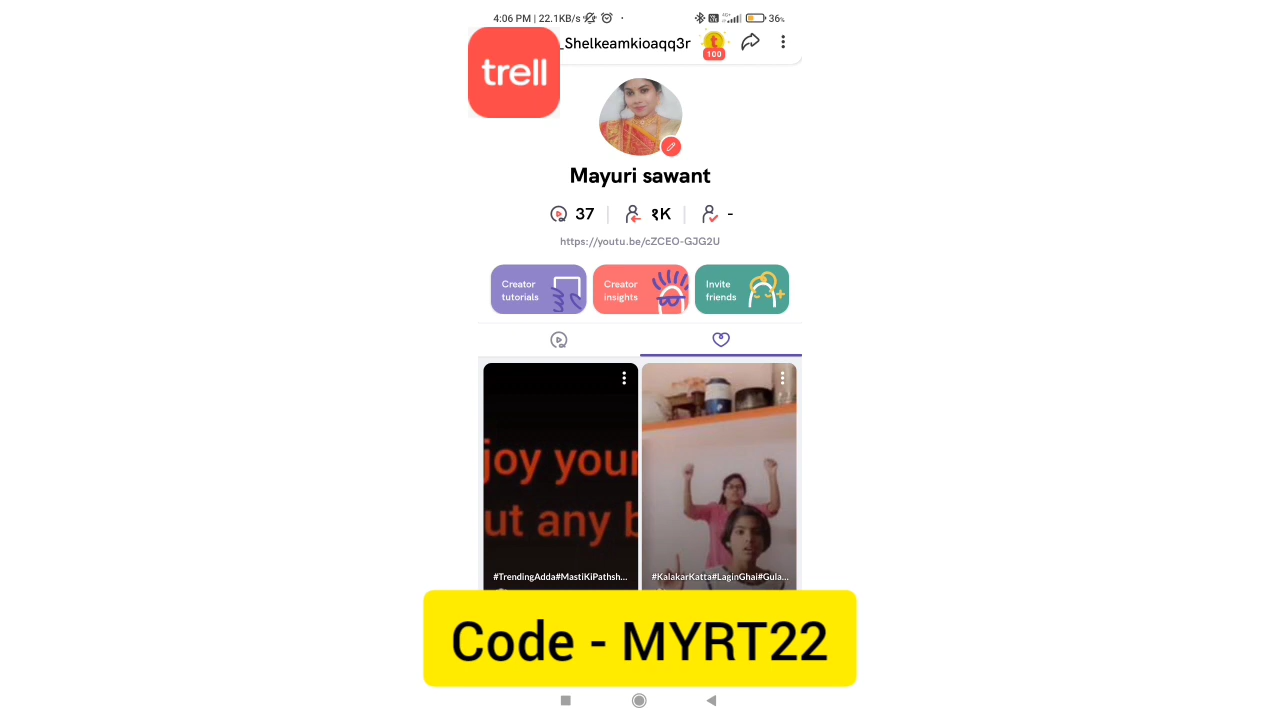 4:06 PM | 22.1KB/s
36%
_Shelkeamkioaqq3r
100
trell
Mayuri sawant
37 | १K | -
https://youtu.be/cZCEO-GJG2U
Creator tutorials
Creator insights
Invite friends
joy your
ut any b
#TrendingAdda#MastiKiPathsh...
#KalakarKatta#LaginGhai#Gula...
Code - MYRT22